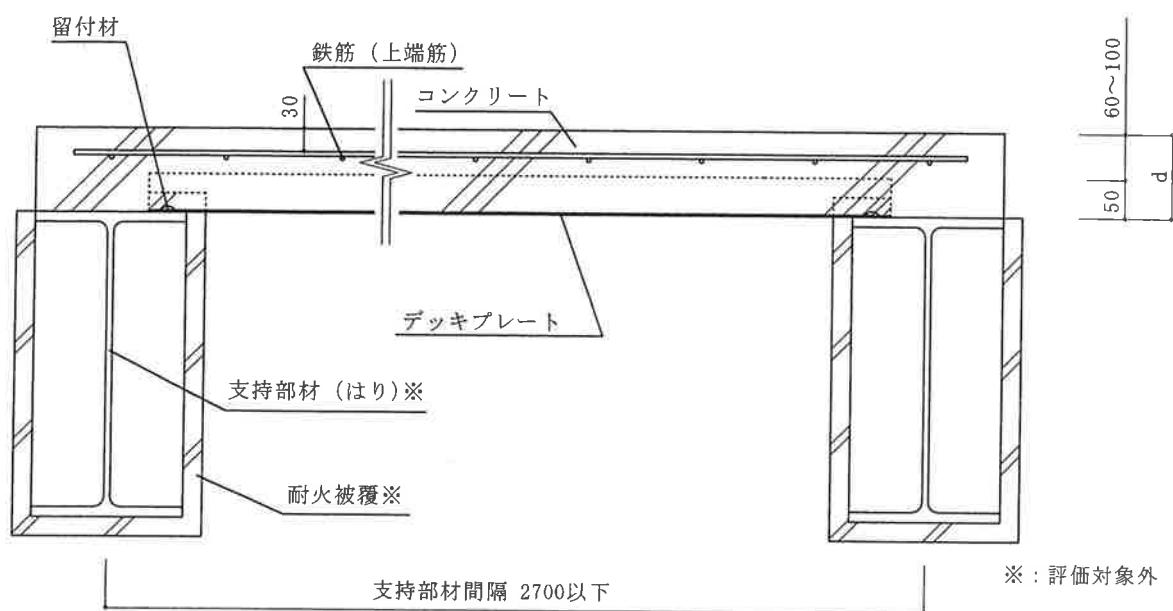 留付材
鉄筋 (上端筋)
30
コンクリート
60～100
50
d
デッキプレート
支持部材 (はり)※
耐火被覆※
支持部材間隔 2700以下
※：評価対象外